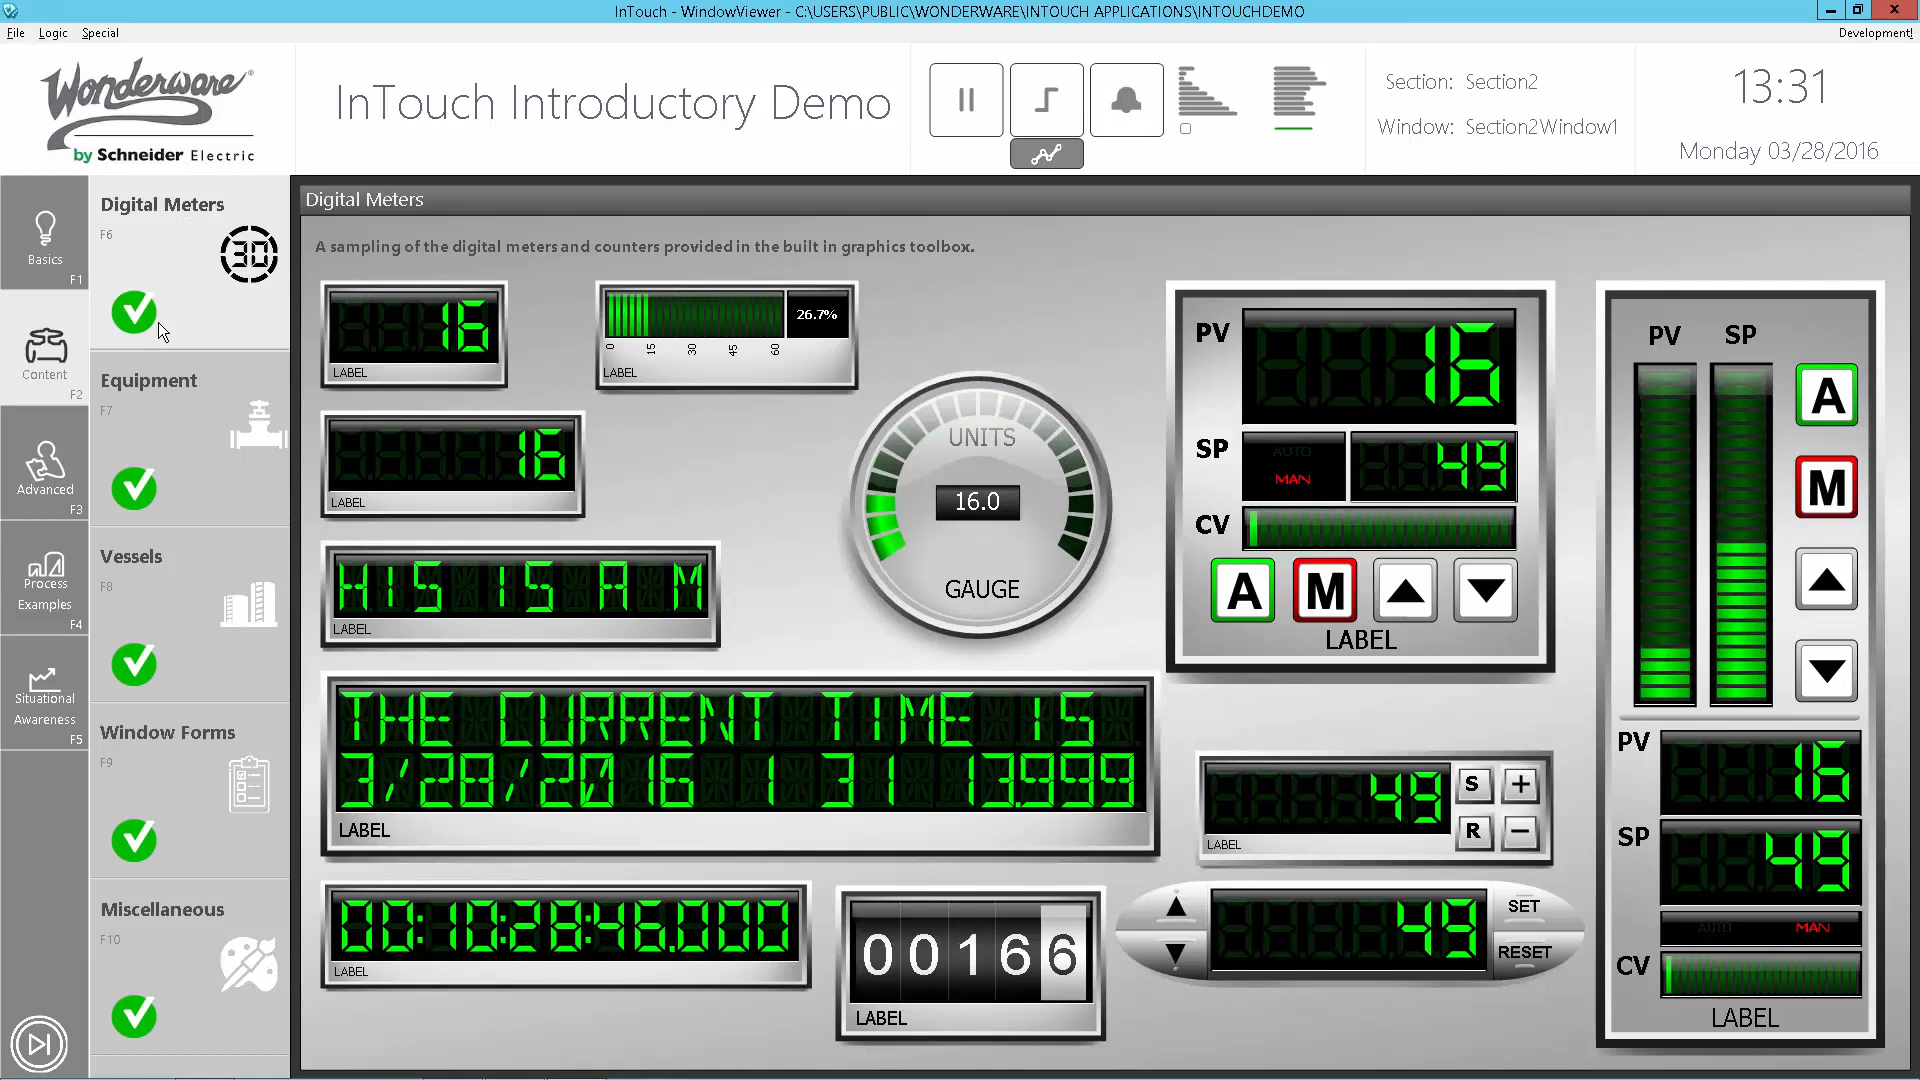 InTouch - WindowViewer - C:\USERS\PUBLIC\WONDERWARE\INTOUCH APPLICATIONS\INTOUCHDEMO
File Logic Special
Development!
Wonderware®
by Schneider Electric
InTouch Introductory Demo
Section: Section2
Window: Section2Window1
13:31
Monday 03/28/2016
Basics
F1
Content
F2
Advanced
F3
Process
Examples
F4
Situational
Awareness
F5
Digital Meters
F6
30
Equipment
F7
Vessels
F8
Window Forms
F9
Miscellaneous
F10
Digital Meters
A sampling of the digital meters and counters provided in the built in graphics toolbox.
16
LABEL
26.7%
0 15 30 45 60
LABEL
16
LABEL
HIS IS A M
LABEL
UNITS
16.0
GAUGE
THE CURRENT TIME IS
3/28/2016 1 31 13.999
LABEL
00:10:28:46.000
LABEL
00166
LABEL
PV
16
SP
AUTO
MAN
49
CV
A M
LABEL
49
S +
R -
LABEL
49
SET
RESET
PV SP
A
M
PV
16
SP
49
AUTO MAN
CV
LABEL